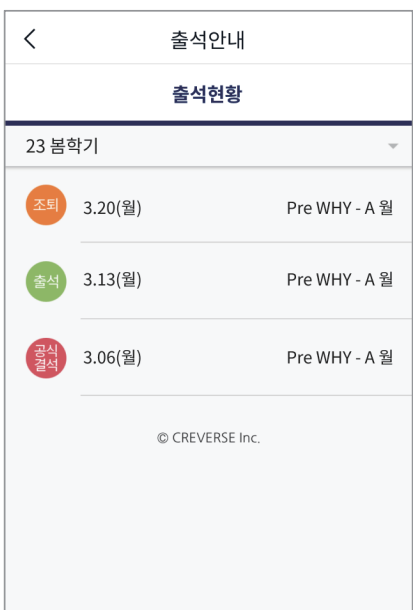 출석안내
출석현황
23 봄학기
조퇴 3.20(월) Pre WHY - A 월
출석 3.13(월) Pre WHY - A 월
공식
결석 3.06(월) Pre WHY - A 월
© CREVERSE Inc.